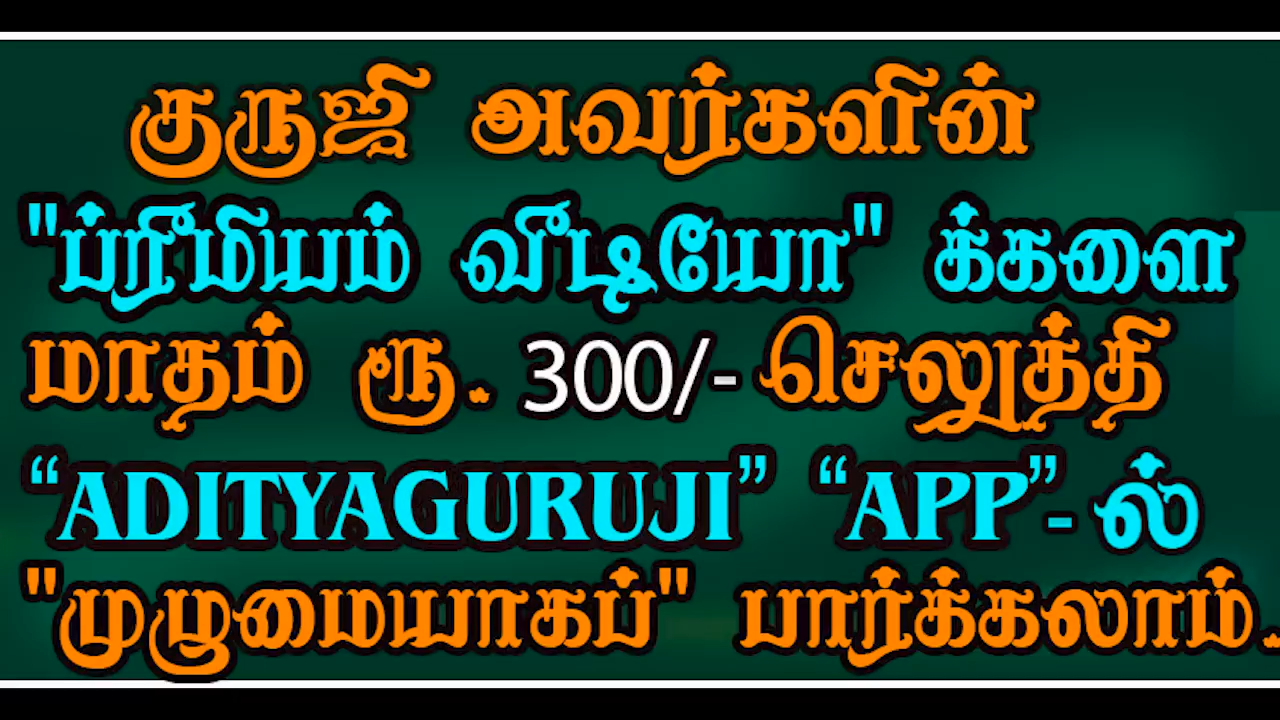 குருஜி அவர்களின்
"ப்ரீமியம் வீடியோ" க்களை
மாதம் ரூ. 300/- செலுத்தி
“ADITYAGURUJI” “APP”- ல்
"முழுமையாகப்" பார்க்கலாம்.